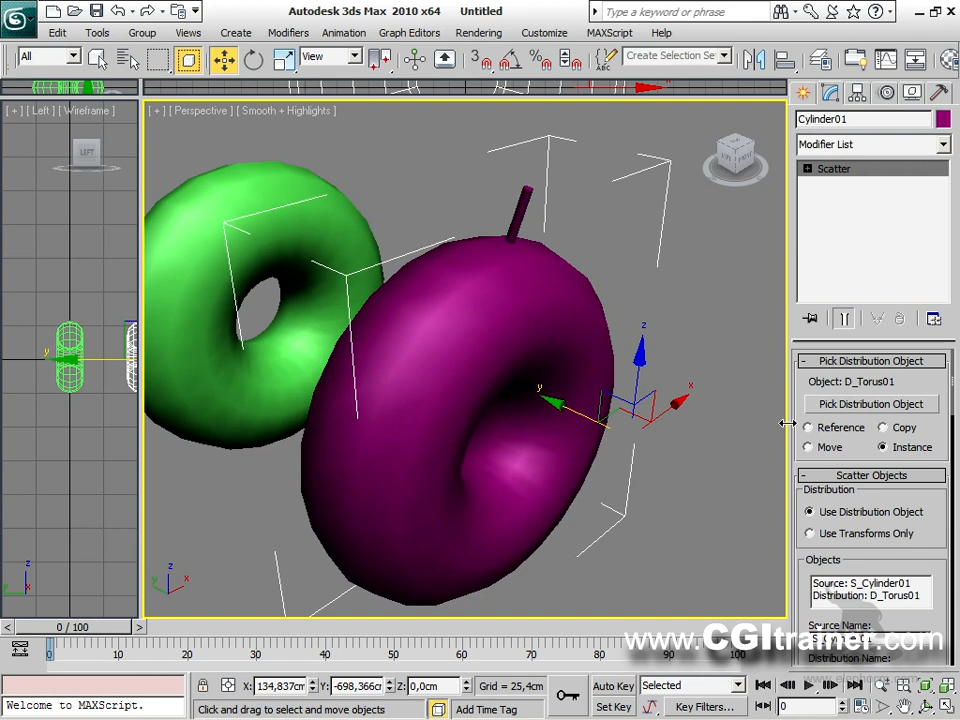 Autodesk 3ds Max 2010 x64 Untitled
Type a keyword or phrase
Edit Tools Group Views Create Modifiers Animation Graph Editors Rendering Customize MAXScript Help
All
View
3
Create Selection Se
[ + ] [ Left ] [ Wireframe ]
[ + ] [ Perspective ] [ Smooth + Highlights ]
LEFT
Cylinder01
Modifier List
Scatter
z
y
x
y
z
y
z
x
y
Pick Distribution Object
Object: D_Torus01
Pick Distribution Object
Reference
Copy
Move
Instance
Scatter Objects
Distribution
Use Distribution Object
Use Transforms Only
Objects
Source: S_Cylinder01
Distribution: D_Torus01
Source Name:
Distribution Name:
www.CGItrainer.com
0 / 100
0 10 20 30 40 50 60 70 80 90 100
X: 134,837cm Y: -698,366cm Z: 0,0cm Grid = 25,4cm
Auto Key
Selected
Welcome to MAXScript.
Click and drag to select and move objects
Add Time Tag
Set Key
Key Filters...
0